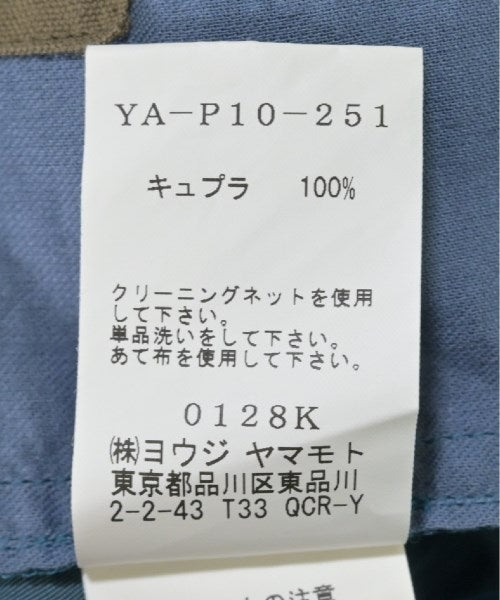 YA-P10-251
キュプラ 100%
クリーニングネットを使用
して下さい。
単品洗いをして下さい。
あて布を使用して下さい。
0128K
㈱ヨウジ ヤマモト
東京都品川区東品川
2-2-43 T33 QCR-Y
の注意